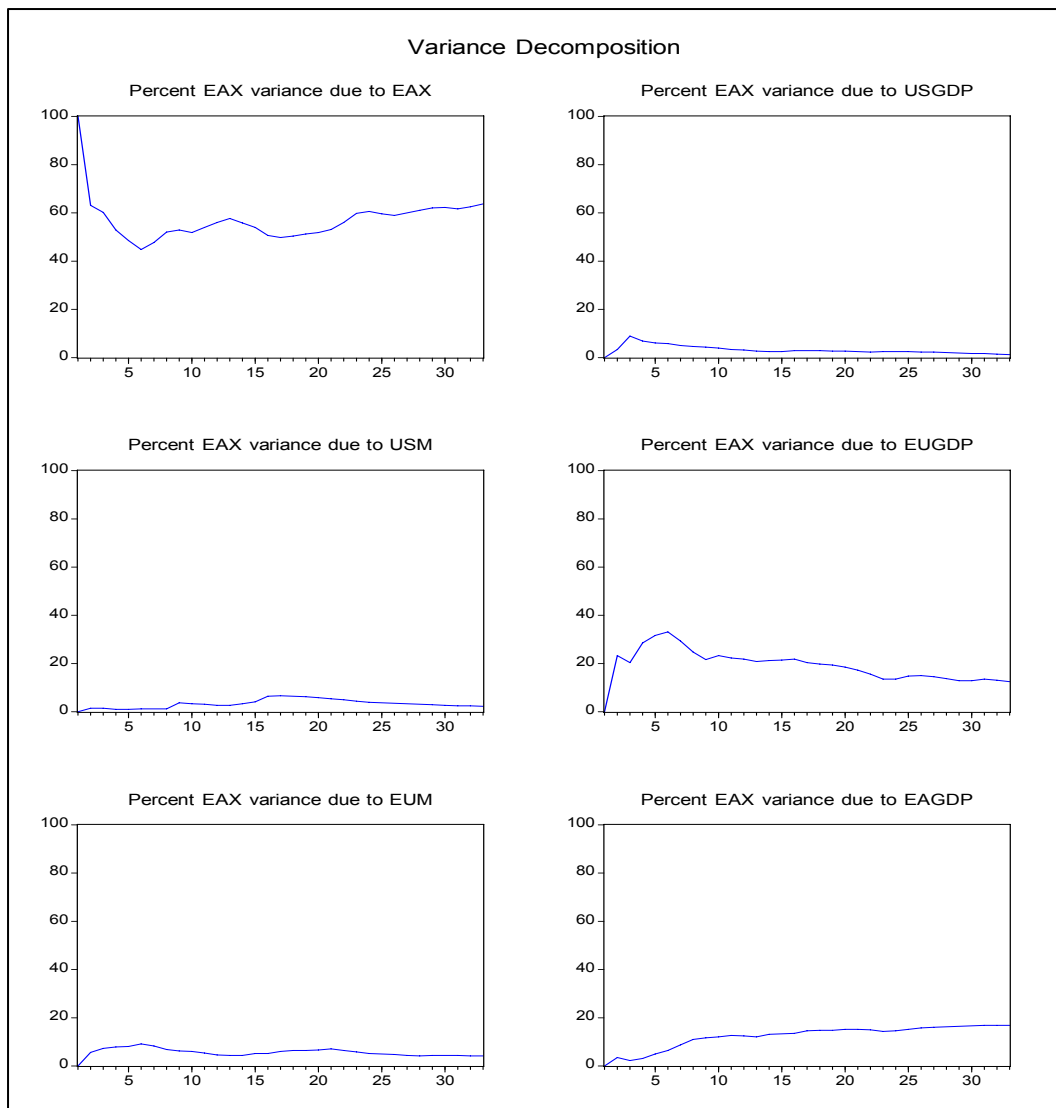 Variance Decomposition
Percent EAX variance due to EAX
100
80
60
40
20
0
5 10 15 20 25 30
Percent EAX variance due to USGDP
100
80
60
40
20
0
5 10 15 20 25 30
Percent EAX variance due to USM
100
80
60
40
20
0
5 10 15 20 25 30
Percent EAX variance due to EUGDP
100
80
60
40
20
0
5 10 15 20 25 30
Percent EAX variance due to EUM
100
80
60
40
20
0
5 10 15 20 25 30
Percent EAX variance due to EAGDP
100
80
60
40
20
0
5 10 15 20 25 30